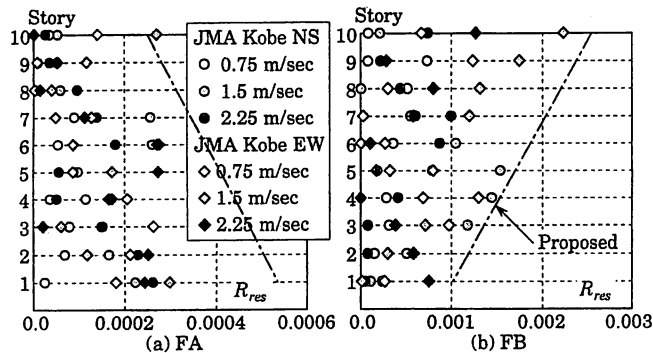 Story
10
9
8
7
6
5
4
3
2
1
JMA Kobe NS
0.75 m/sec
1.5 m/sec
2.25 m/sec
JMA Kobe EW
0.75 m/sec
1.5 m/sec
2.25 m/sec
R_res
0.0 0.0002 0.0004 0.0006
(a) FA
Story
10
9
8
7
6
5
4
3
2
1
Proposed
R_res
0.0 0.001 0.002 0.003
(b) FB